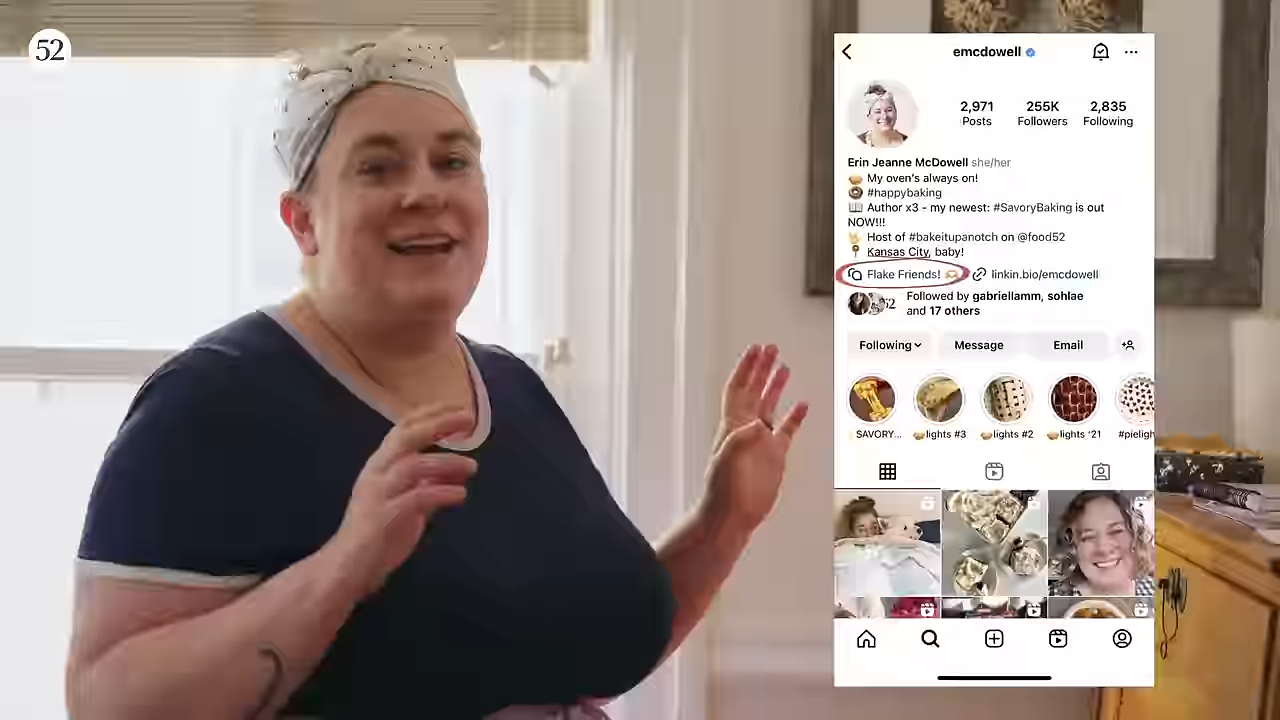 52
emcdowell
2,971 255K 2,835
Posts Followers Following
Erin Jeanne McDowell she/her
My oven's always on!
#happybaking
Author x3 - my newest: #SavoryBaking is out
NOW!!!
Host of #bakeitupanotch on @food52
Kansas City, baby!
Flake Friends! linkin.bio/emcdowell
Followed by gabriellamm, sohlae
and 17 others
Following Message Email
SAVORY... lights #3 lights #2 lights '21 #pieligh